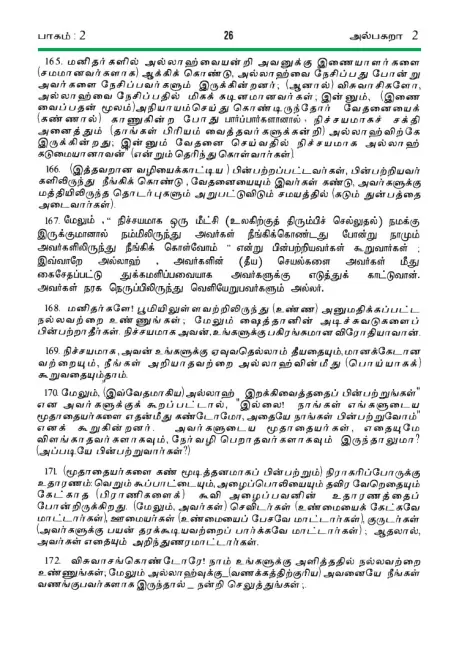 பாகம் : 2 26 அல்பகறா 2
165. மனிதர்களில் அல்லாஹ்வையன்றி அவனுக்கு இணையாளர்களை
(சமமானவர்களாக) ஆக்கிக் கொண்டு, அல்லாஹ்வை நேசிப்பது போன்று
அவர்களை நேசிப்பவர்களும் இருக்கின்றனர்; (ஆனால்) விசுவாசிகளோ,
அல்லாஹ்வை நேசிப்பதில் மிகக் கடினமானவர்கள்; இன்னும், (இணை
வைப்பதன் மூலம்)அநியாயம்செய்து கொண்டிருந்தோர் வேதனையைக்
(கண்ணால்) காணுகின்ற போது பார்ப்பார்களானால் · நிச்சயமாகச் சக்தி
அனைத்தும் (தாங்கள் பிரியம் வைத்தவர்களுக்கன்றி) அல்லாஹ்விற்கே
இருக்கின்றது; இன்னும் வேதனை செய்வதில் நிச்சயமாக அல்லாஹ்
கடுமையானாவன் (என்றும்தெரிந்துகொள்வார்கள்).
166. (இத்தவறான வழியைக்காட்டிய ) பின்பற்றப்பட்டவர்கள், பின்பற்றியவர்
களிலிருந்து நீங்கிக் கொண்டு , வேதனையையும் இவர்கள் கண்டு, அவர்களுக்கு
மத்தியிலிருந்த தொடர்புகளும் அறுபட்டுவிடும் சமயத்தில் (கடும் துன்பத்தை
அடைவார்கள்).
167. மேலும் , “ நிச்சயமாக ஒரு மீட்சி (உலகிற்குத் திரும்பிச் செல்லுதல்) நமக்கு
இருக்குமானால் நம்மிலிருந்து அவர்கள் நீங்கிக்கொண்டது போன்று நாமும்
அவர்களிலிருந்து நீங்கிக் கொள்வோம் ” என்று பின்பற்றியவர்கள் கூறுவார்கள் ;
இவ்வாறே அல்லாஹ் , அவர்களின் (தீய) செயல்களை அவர்கள் மீது
கைசேதப்பட்டு துக்கமளிப்பவையாக அவர்களுக்கு எடுத்துக் காட்டுவான்.
அவர்கள் நரக நெருப்பிலிருந்து வெளியேறுபவர்களும் அல்லர்.
168. மனிதர்களே! பூமியிலுள்ளவற்றிலிருந்து (உண்ண) அனுமதிக்கப்பட்ட
நல்லவற்றை உண்ணுங்கள்; மேலும் ஷைத்தானின் அடிச்சுவடுகளைப்
பின்பற்றாதீர்கள். நிச்சயமாக அவன், உங்களுக்கு பகிரங்கமான விரோதியாவான்.
169. நிச்சயமாக, அவன் உங்களுக்கு ஏவுவதெல்லாம் தீயதையும், மானக்கேடான
வற்றையும், நீங்கள் அறியாதவற்றை அல்லாஹ்வின்மீது (பொய்யாகக்)
கூறுவதையும்தாம்.
170. மேலும், (இவ்வேதமாகிய) அல்லாஹ் இறக்கிவைத்ததைப் பின்பற்றுங்கள்"
என அவர்களுக்குக் கூறப்பட்டால், "இல்லை! நாங்கள் எங்களுடைய
மூதாதையர்களை எதன்மீது கண்டோமோ, அதையே நாங்கள் பின்பற்றுவோம்"
எனக் கூறுகின்றனர். அவர்களுடைய மூதாதையர்கள், எதையுமே
விளங்காதவர்களாகவும், நேர்வழி பெறாதவர்களாகவும் இருந்தாலுமா?
(அப்படியே பின்பற்றுவார்கள்?)
171. (மூதாதையர்களை கண் மூடித்தனமாகப் பின்பற்றும்) நிராகரிப்போருக்கு
உதாரணம்: வெறும் கூப்பாட்டையும், அழைப்பொலியையும் தவிர வேறெதையும்
கேட்காத (பிராணிகளைக்) கூவி அழைப்பவனின் உதாரணத்தைப்
போன்றிருக்கிறது. (மேலும், அவர்கள்) செவிடர்கள் (உண்மையைக் கேட்கவே
மாட்டார்கள்), ஊமையர்கள் (உண்மையைப் பேசவே மாட்டார்கள்), குருடர்கள்
(அவர்களுக்கு பயன் தரக்கூடியவற்றைப் பார்க்கவே மாட்டார்கள்) ; ஆதலால்,
அவர்கள் எதையும் அறிந்துணரமாட்டார்கள்.
172. விசுவாசங்கொண்டோரே! நாம் உங்களுக்கு அளித்ததில் நல்லவற்றை
உண்ணுங்கள்; மேலும் அல்லாஹ்வுக்கு_(வணக்கத்திற்குரிய) அவனையே நீங்கள்
வணங்குபவர்களாக இருந்தால் _ நன்றி செலுத்துங்கள்;.